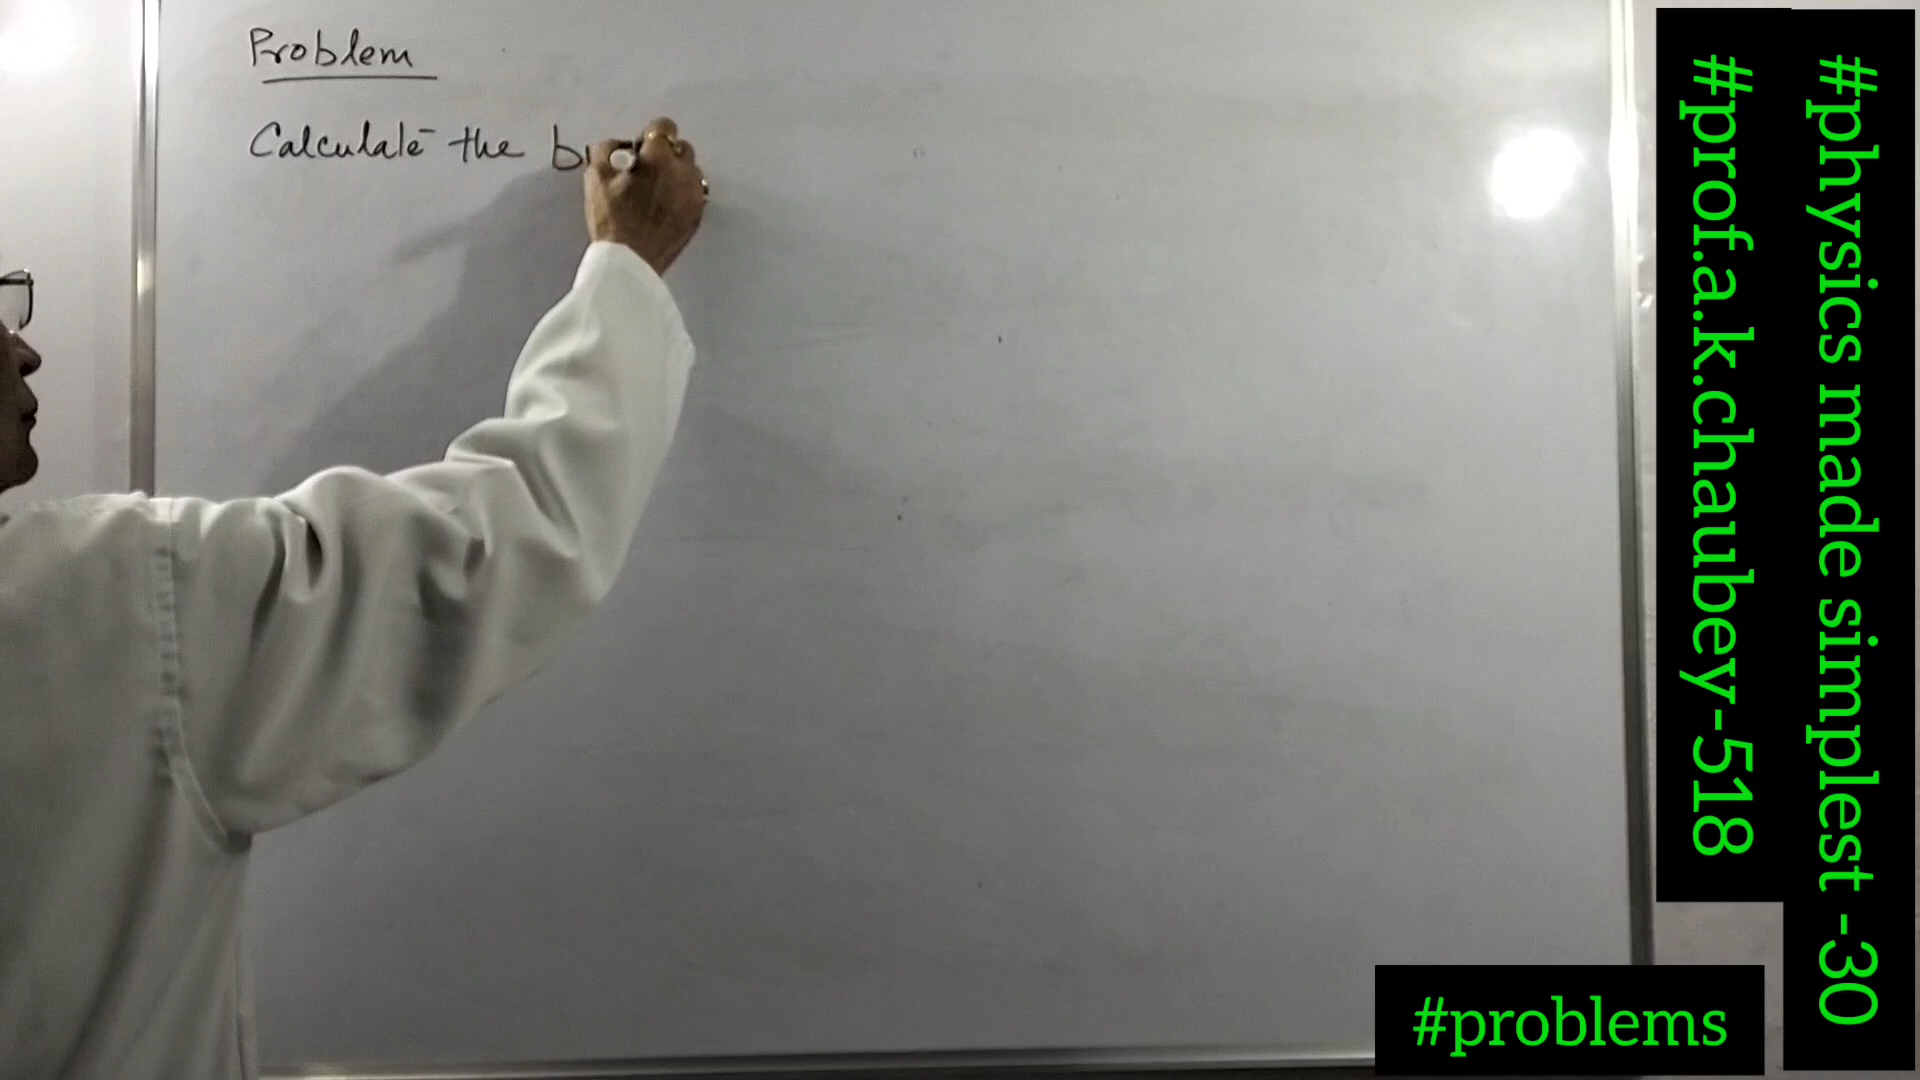 Problem
Calculate the
#prof.a.k.chaubey-518
#physics made simplest -30
#problems